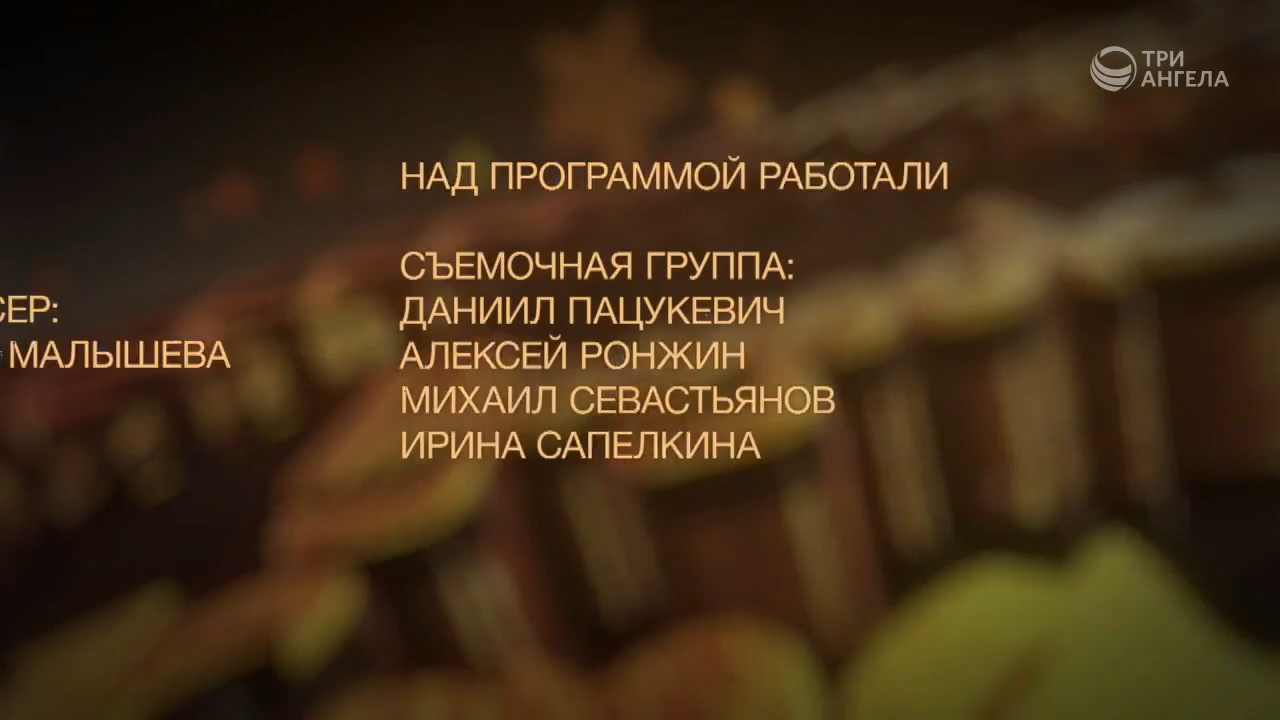 ТРИ
АНГЕЛА
НАД ПРОГРАММОЙ РАБОТАЛИ
СЪЕМОЧНАЯ ГРУППА:
ДАНИИЛ ПАЦУКЕВИЧ
АЛЕКСЕЙ РОНЖИН
МИХАИЛ СЕВАСТЬЯНОВ
ИРИНА САПЕЛКИНА
СЕР:
МАЛЫШЕВА